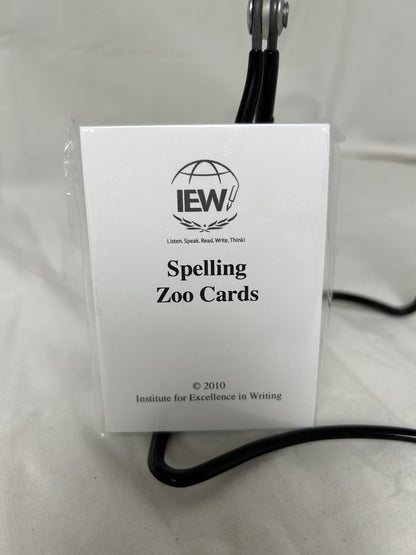 IEW
Listen. Speak. Read. Write. Think!
Spelling
Zoo Cards
© 2010
Institute for Excellence in Writing